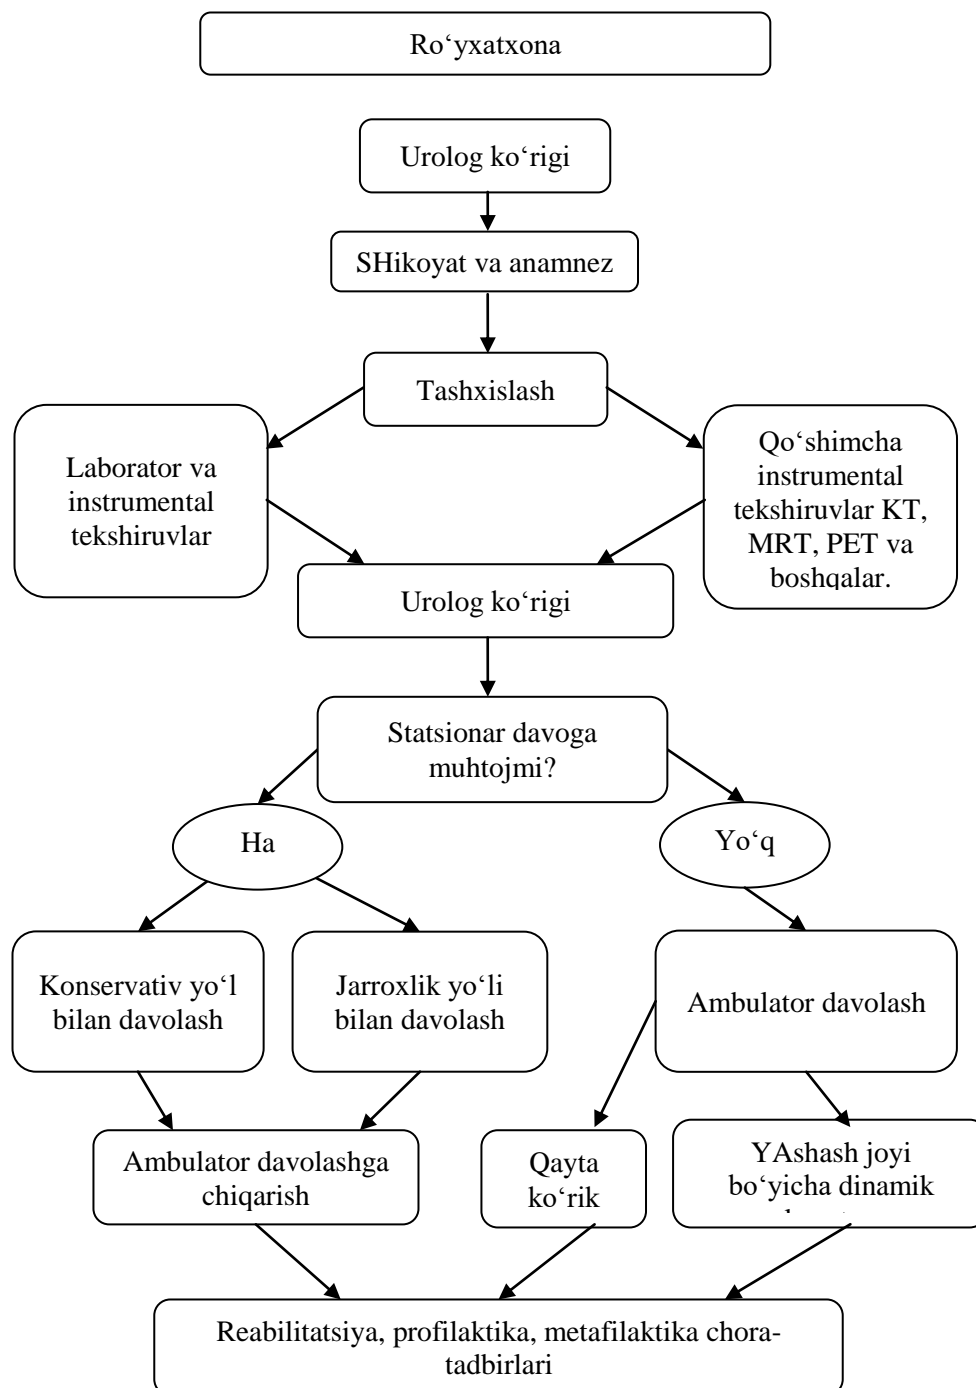 Ro‘yxatxona
Urolog ko‘rigi
SHikoyat va anamnez
Tashxislash
Laborator va
instrumental
tekshiruvlar
Qo‘shimcha
instrumental
tekshiruvlar KT,
MRT, PET va
boshqalar.
Urolog ko‘rigi
Statsionar davoga
muhtojmi?
Ha
Yo‘q
Konservativ yo‘l
bilan davolash
Jarroxlik yo‘li
bilan davolash
Ambulator davolash
Ambulator davolashga
chiqarish
Qayta
ko‘rik
YAshash joyi
bo‘yicha dinamik
Reabilitatsiya, profilaktika, metafilaktika chora-
tadbirlari